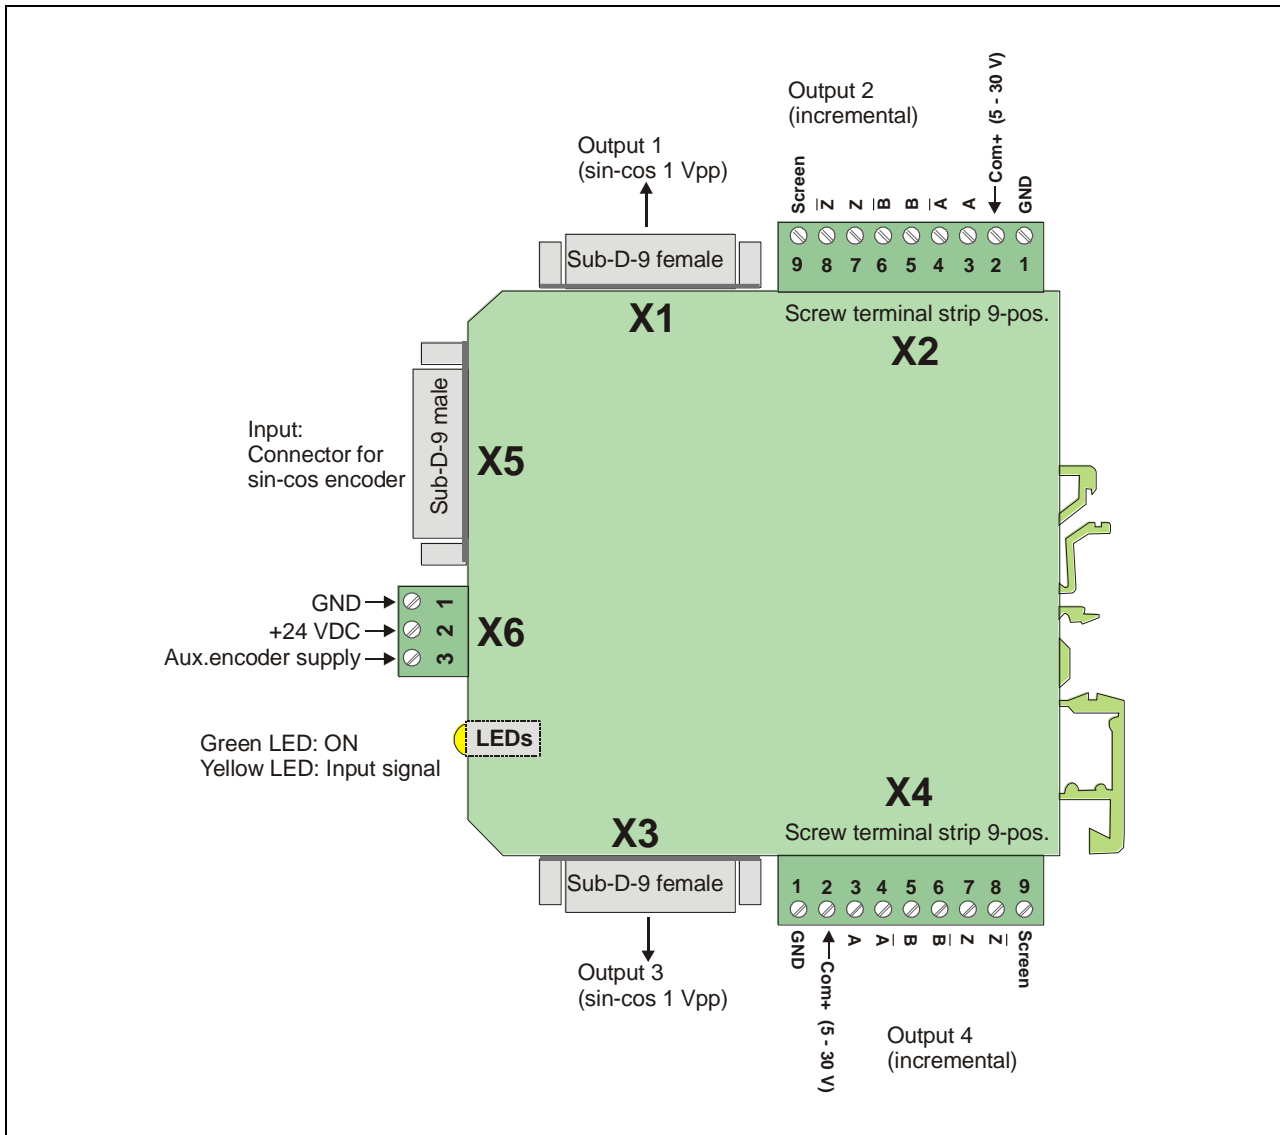 Output 2
(incremental)
Output 1
(sin-cos 1 Vpp)
Screen
Z̅
Z
B̅
B
A̅
A
Com+ (5 - 30 V)
GND
9 8 7 6 5 4 3 2 1
Sub-D-9 female
X1
Screw terminal strip 9-pos.
X2
Sub-D-9 male
X5
Input:
Connector for
sin-cos encoder
GND
1
+24 VDC
2
X6
Aux.encoder supply
3
LEDs
Green LED: ON
Yellow LED: Input signal
X4
X3
Screw terminal strip 9-pos.
Sub-D-9 female
1 2 3 4 5 6 7 8 9
GND
Com+ (5 - 30 V)
A
A̅
B
B̅
Z
Z̅
Screen
Output 3
(sin-cos 1 Vpp)
Output 4
(incremental)